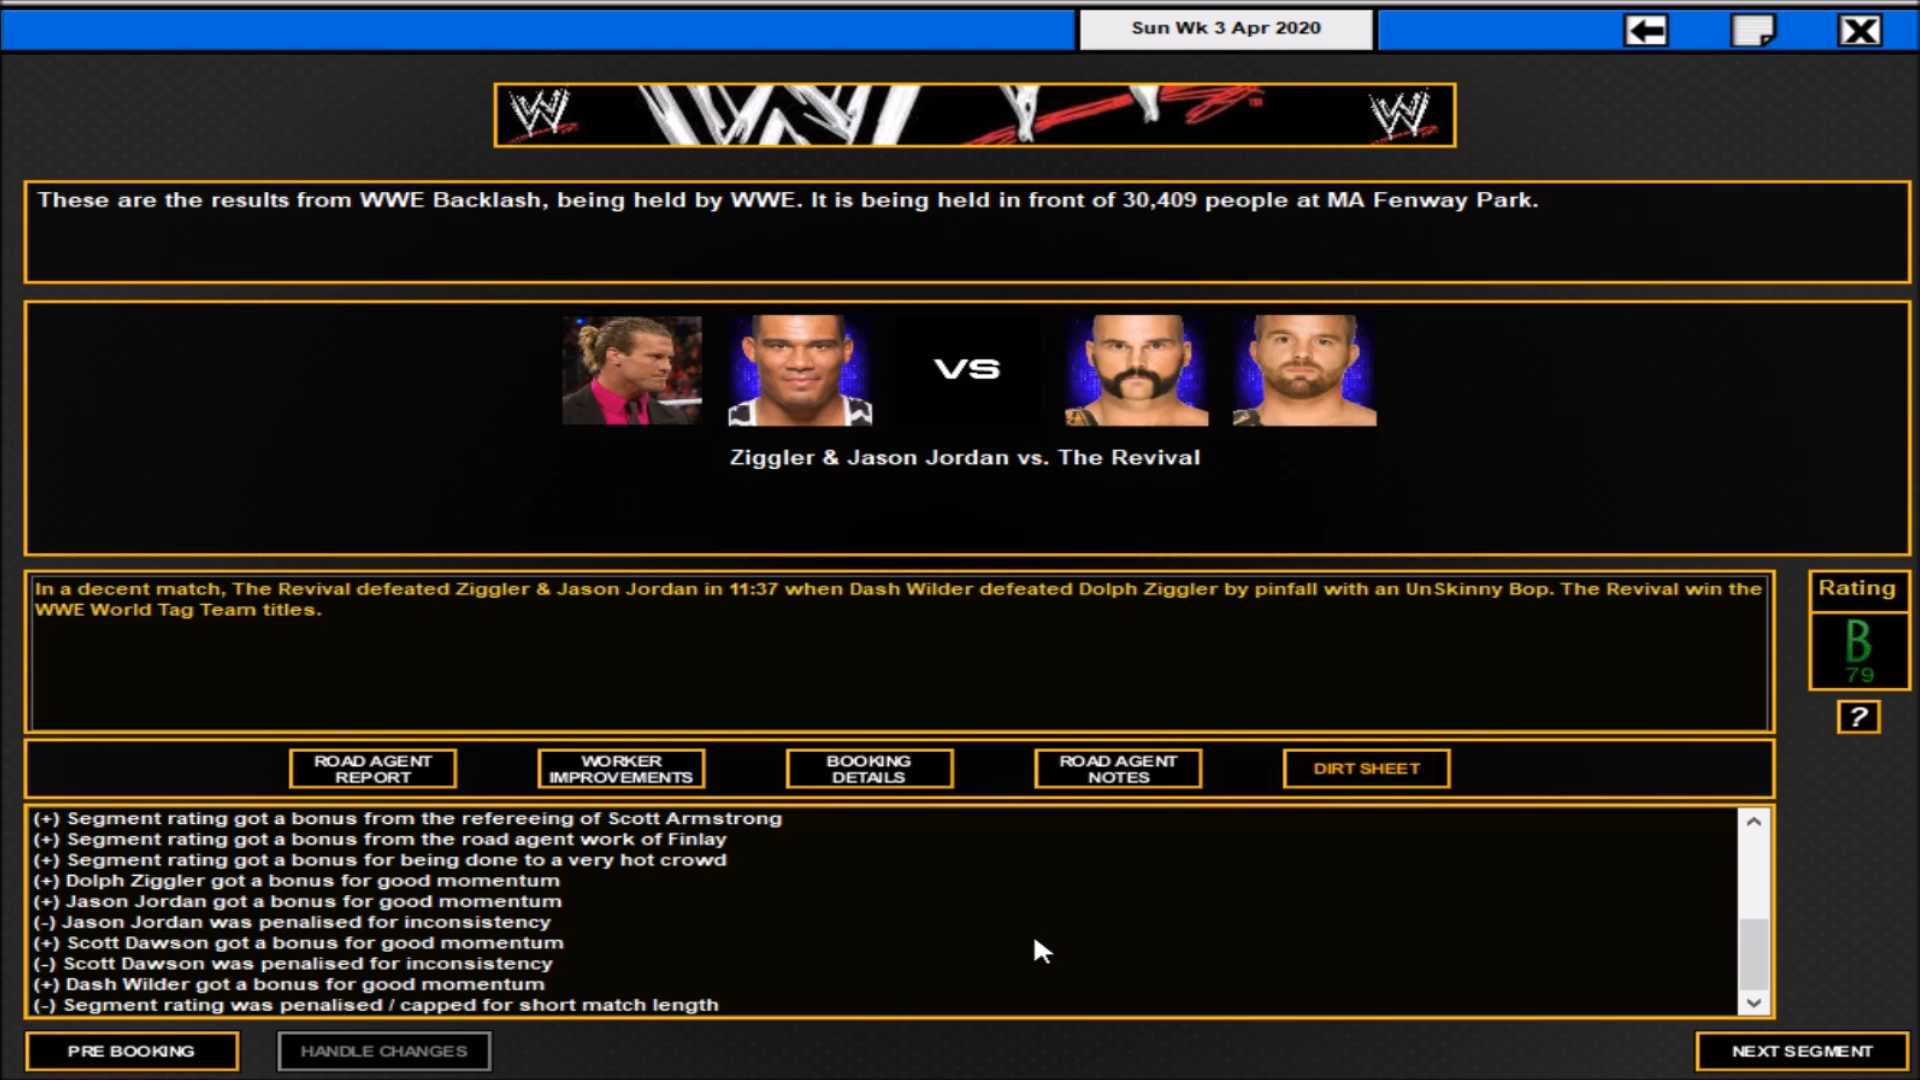 Sun Wk 3 Apr 2020
These are the results from WWE Backlash, being held by WWE. It is being held in front of 30,409 people at MA Fenway Park.
VS
Ziggler & Jason Jordan vs. The Revival
In a decent match, The Revival defeated Ziggler & Jason Jordan in 11:37 when Dash Wilder defeated Dolph Ziggler by pinfall with an UnSkinny Bop. The Revival win the
WWE World Tag Team titles.
Rating
B
79
?
ROAD AGENT
REPORT
WORKER
IMPROVEMENTS
BOOKING
DETAILS
ROAD AGENT
NOTES
DIRT SHEET
(+) Segment rating got a bonus from the refereeing of Scott Armstrong
(+) Segment rating got a bonus from the road agent work of Finlay
(+) Segment rating got a bonus for being done to a very hot crowd
(+) Dolph Ziggler got a bonus for good momentum
(+) Jason Jordan got a bonus for good momentum
(-) Jason Jordan was penalised for inconsistency
(+) Scott Dawson got a bonus for good momentum
(-) Scott Dawson was penalised for inconsistency
(+) Dash Wilder got a bonus for good momentum
(-) Segment rating was penalised / capped for short match length
PRE BOOKING
HANDLE CHANGES
NEXT SEGMENT